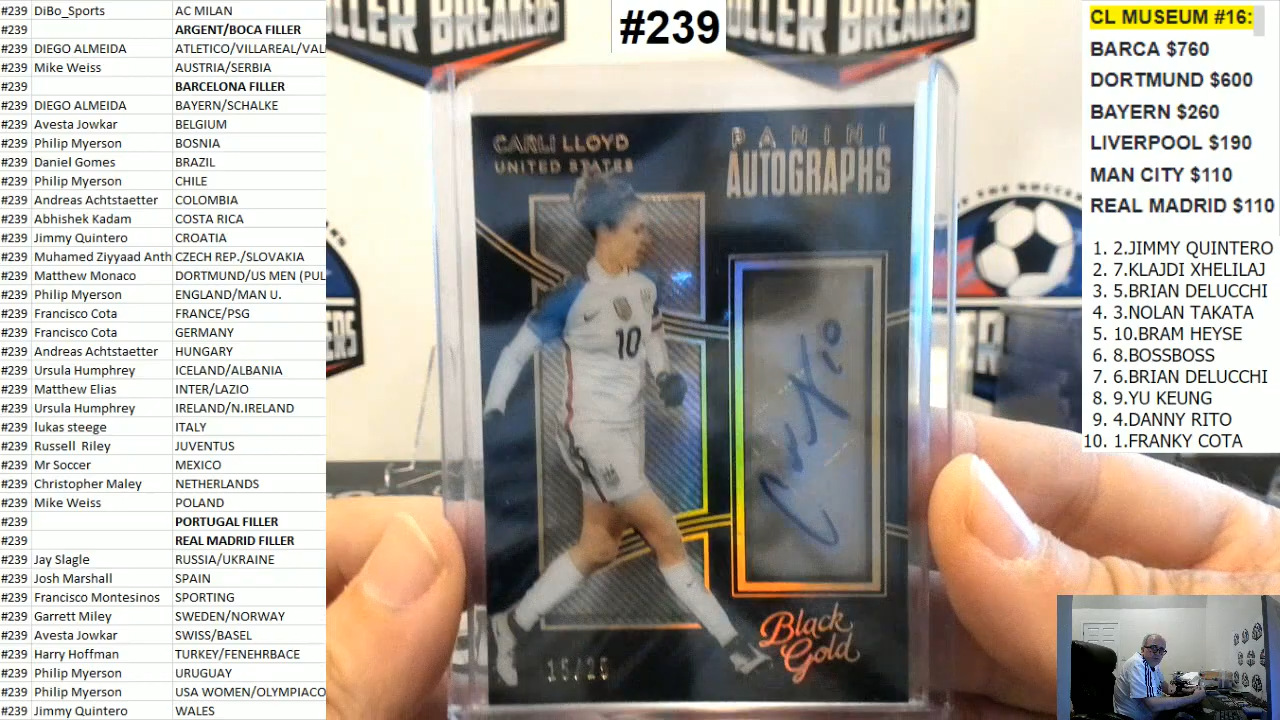 #239 DiBo_Sports AC MILAN
#239 ARGENT/BOCA FILLER
#239 DIEGO ALMEIDA ATLETICO/VILLAREAL/VAL
#239 Mike Weiss AUSTRIA/SERBIA
#239 BARCELONA FILLER
#239 DIEGO ALMEIDA BAYERN/SCHALKE
#239 Avesta Jowkar BELGIUM
#239 Philip Myerson BOSNIA
#239 Daniel Gomes BRAZIL
#239 Philip Myerson CHILE
#239 Andreas Achtstaetter COLOMBIA
#239 Abhishek Kadam COSTA RICA
#239 Jimmy Quintero CROATIA
#239 Muhamed Ziyyaad Anth CZECH REP./SLOVAKIA
#239 Matthew Monaco DORTMUND/US MEN (PUL
#239 Philip Myerson ENGLAND/MAN U.
#239 Francisco Cota FRANCE/PSG
#239 Francisco Cota GERMANY
#239 Andreas Achtstaetter HUNGARY
#239 Ursula Humphrey ICELAND/ALBANIA
#239 Matthew Elias INTER/LAZIO
#239 Ursula Humphrey IRELAND/N.IRELAND
#239 lukas steege ITALY
#239 Russell Riley JUVENTUS
#239 Mr Soccer MEXICO
#239 Christopher Maley NETHERLANDS
#239 Mike Weiss POLAND
#239 PORTUGAL FILLER
#239 REAL MADRID FILLER
#239 Jay Slagle RUSSIA/UKRAINE
#239 Josh Marshall SPAIN
#239 Francisco Montesinos SPORTING
#239 Garrett Miley SWEDEN/NORWAY
#239 Avesta Jowkar SWISS/BASEL
#239 Harry Hoffman TURKEY/FENEHRBACE
#239 Philip Myerson URUGUAY
#239 Philip Myerson USA WOMEN/OLYMPIACO
#239 Jimmy Quintero WALES
#239
CARLI LLOYD
UNITED STATES
PANINI
AUTOGRAPHS
10
Black
Gold
15/25
CL MUSEUM #16:
BARCA $760
DORTMUND $600
BAYERN $260
LIVERPOOL $190
MAN CITY $110
REAL MADRID $110
1. 2.JIMMY QUINTERO
2. 7.KLAJDI XHELILAJ
3. 5.BRIAN DELUCCHI
4. 3.NOLAN TAKATA
5. 10.BRAM HEYSE
6. 8.BOSSBOSS
7. 6.BRIAN DELUCCHI
8. 9.YU KEUNG
9. 4.DANNY RITO
10. 1.FRANKY COTA